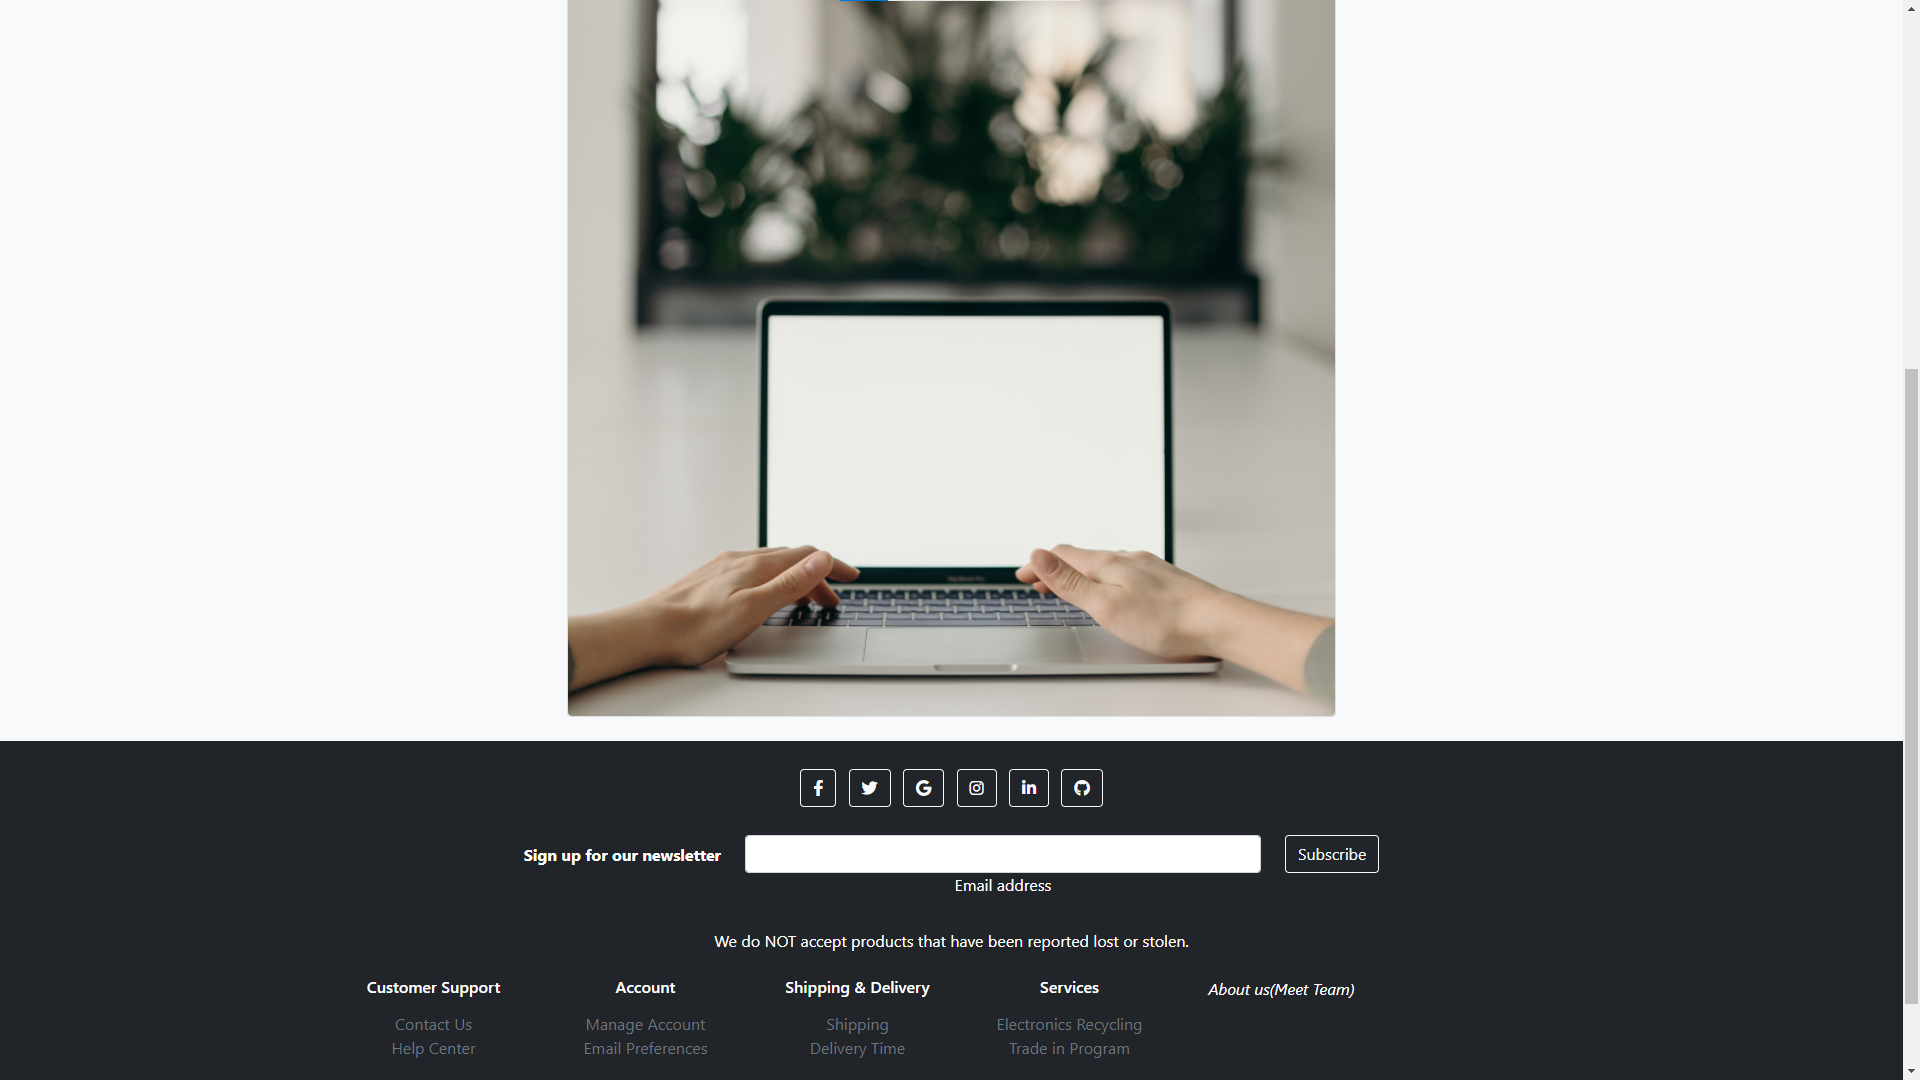 Sign up for our newsletter
Subscribe
Email address
We do NOT accept products that have been reported lost or stolen.
Customer Support
Account
Shipping & Delivery
Services
About us(Meet Team)
Contact Us
Manage Account
Shipping
Electronics Recycling
Help Center
Email Preferences
Delivery Time
Trade in Program